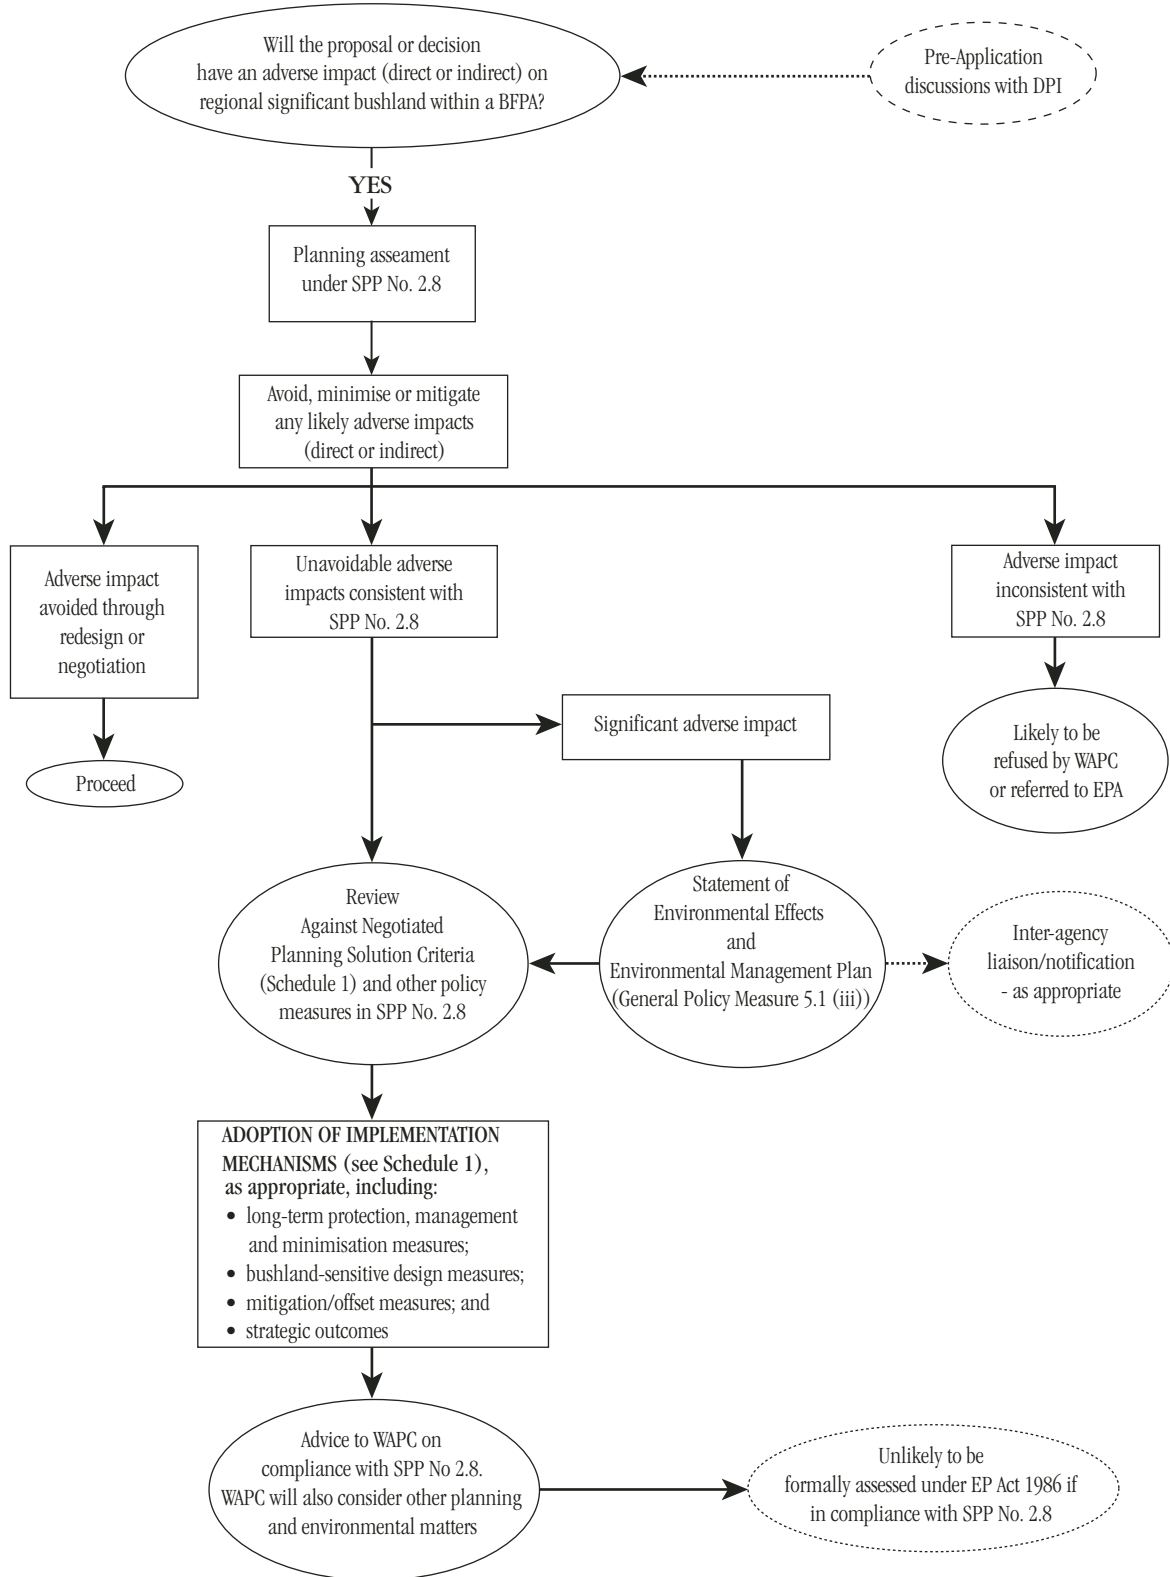 Will the proposal or decision
have an adverse impact (direct or indirect) on
regional significant bushland within a BFPA?
Pre-Application
discussions with DPI
YES
Planning asseament
under SPP No. 2.8
Avoid, minimise or mitigate
any likely adverse impacts
(direct or indirect)
Adverse impact
avoided through
redesign or
negotiation
Unavoidable adverse
impacts consistent with
SPP No. 2.8
Adverse impact
inconsistent with
SPP No. 2.8
Significant adverse impact
Proceed
Likely to be
refused by WAPC
or referred to EPA
Review
Against Negotiated
Planning Solution Criteria
(Schedule 1) and other policy
measures in SPP No. 2.8
Statement of
Environmental Effects
and
Environmental Management Plan
(General Policy Measure 5.1 (iii))
Inter-agency
liaison/notification
- as appropriate
ADOPTION OF IMPLEMENTATION
MECHANISMS (see Schedule 1),
as appropriate, including:
• long-term protection, management
and minimisation measures;
• bushland-sensitive design measures;
• mitigation/offset measures; and
• strategic outcomes
Advice to WAPC on
compliance with SPP No 2.8.
WAPC will also consider other planning
and environmental matters
Unlikely to be
formally assessed under EP Act 1986 if
in compliance with SPP No. 2.8